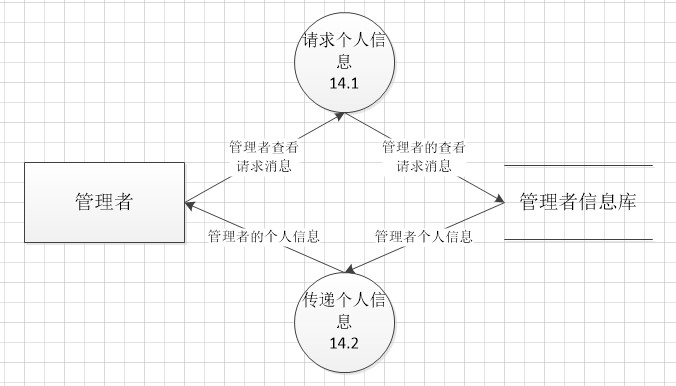 请求个人信
息
14.1
管理者查看
请求消息
管理者的查看
请求消息
管理者
管理者信息库
管理者的个人信息
管理者个人信息
传递个人信
息
14.2